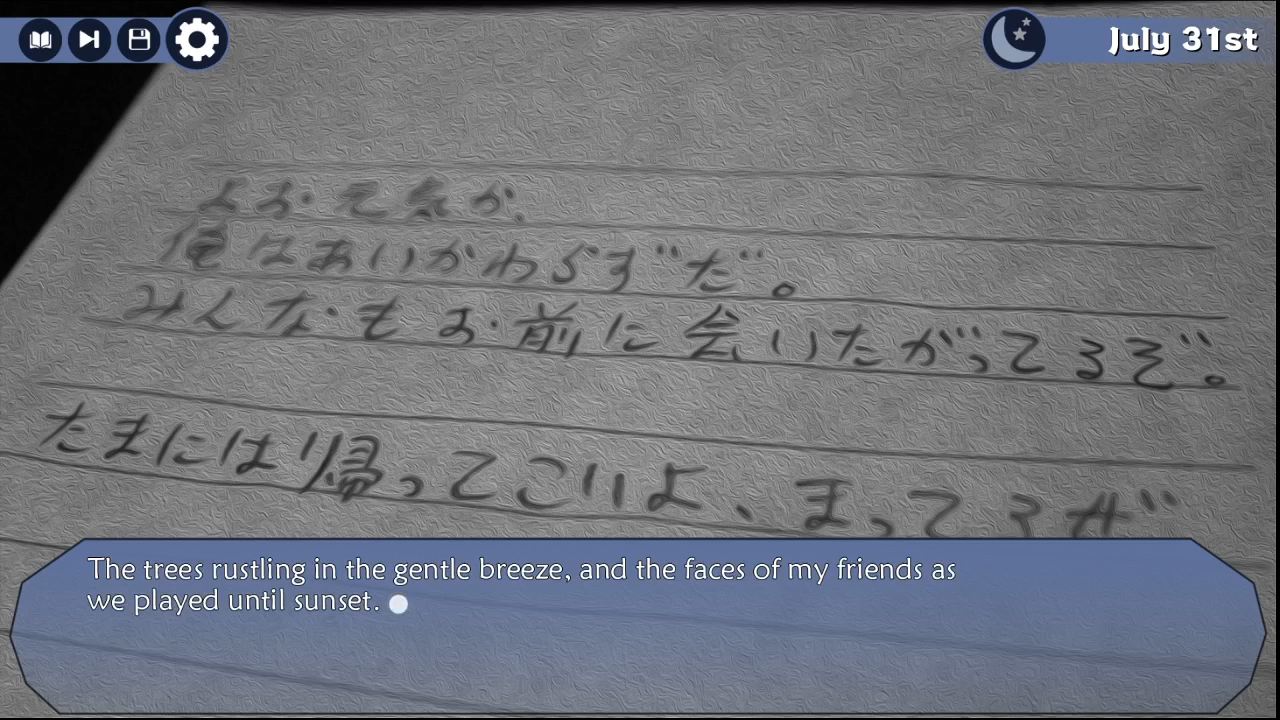 July 31st
よお元気か。
俺はあいかわらずだ。
みんなもお前に会いたがってるぞ。
たまには帰ってこいよ、まってるぜ
The trees rustling in the gentle breeze, and the faces of my friends as
we played until sunset.